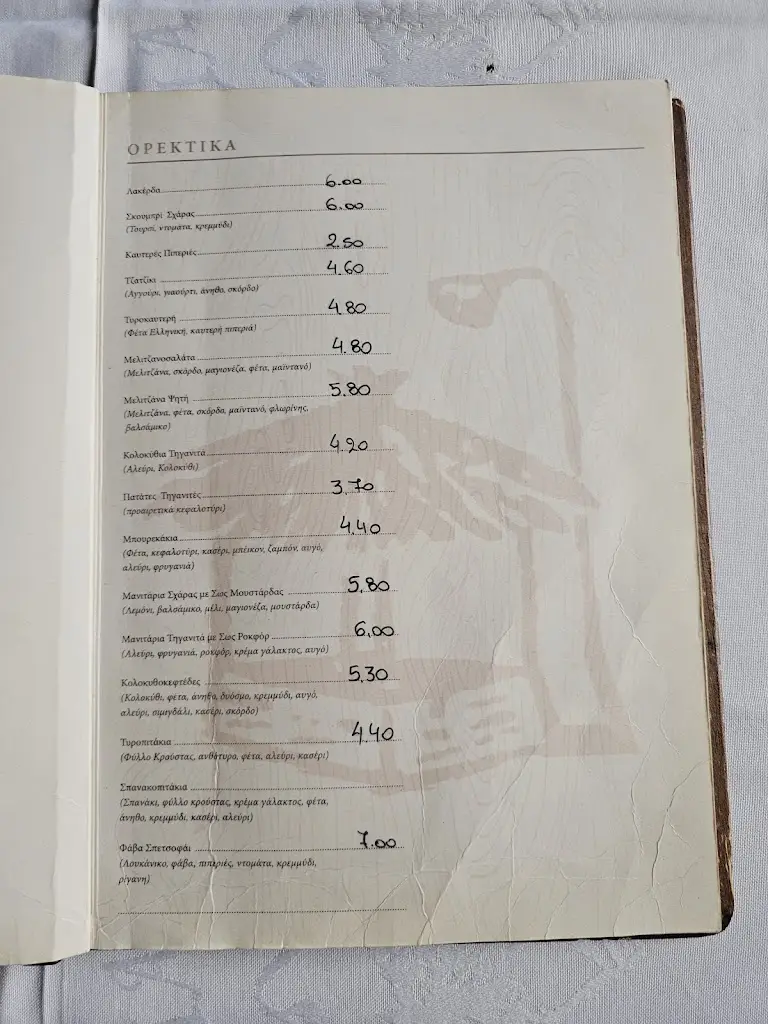 ΟΡΕΚΤΙΚΑ
Λακέρδα 6.00
Σκουμπρί Σχάρας 6.00
(Τουρσί, ντομάτα, κρεμμύδι)
Καυτερές Πιπεριές 2.50
Τζατζίκι 4.60
(Αγγούρι, γιαούρτι, άνηθο, σκόρδο)
Τυροκαυτερή 4.80
(Φέτα Ελληνική, καυτερή πιπεριά)
Μελιτζανοσαλάτα 4.80
(Μελιτζάνα, σκόρδο, μαγιονέζα, φέτα, μαϊντανό)
Μελιτζάνα Ψητή 5.80
(Μελιτζάνα, φέτα, σκόρδο, μαϊντανό, φλωρίνης,
βαλσάμικο)
Κολοκύθια Τηγανιτά 4.20
(Αλεύρι, Κολοκύθι)
Πατάτες Τηγανιτές 3.70
(προαιρετικά κεφαλοτύρι)
Μπουρεκάκια 4.40
(Φέτα, κεφαλοτύρι, κασέρι, μπέικον, ζαμπόν, αυγό,
αλεύρι, φρυγανιά)
Μανιτάρια Σχάρας με Σως Μουστάρδας 5,80
(Λεμόνι, βαλσάμικο, μέλι, μαγιονέζα, μουστάρδα)
Μανιτάρια Τηγανιτά με Σως Ροκφόρ 6,00
(Αλεύρι, φρυγανιά, ροκφόρ, κρέμα γάλακτος, αυγό)
Κολοκυθοκεφτέδες 5,30
(Κολοκύθι, φέτα, άνηθο, δυόσμο, κρεμμύδι, αυγό,
αλεύρι, σιμιγδάλι, κασέρι, σκόρδο)
Τυροπιτάκια 4.40
(Φύλλο Κρούστας, ανθότυρο, φέτα, αλεύρι, κασέρι)
Σπανακοπιτάκια
(Σπανάκι, φύλλο κρούστας, κρέμα γάλακτος, φέτα,
άνηθο, κρεμμύδι, κασέρι, αλεύρι)
Φάβα Σπετσοφάι 7.00
(Λουκάνικο, φάβα, πιπεριές, ντομάτα, κρεμμύδι,
ρίγανη)